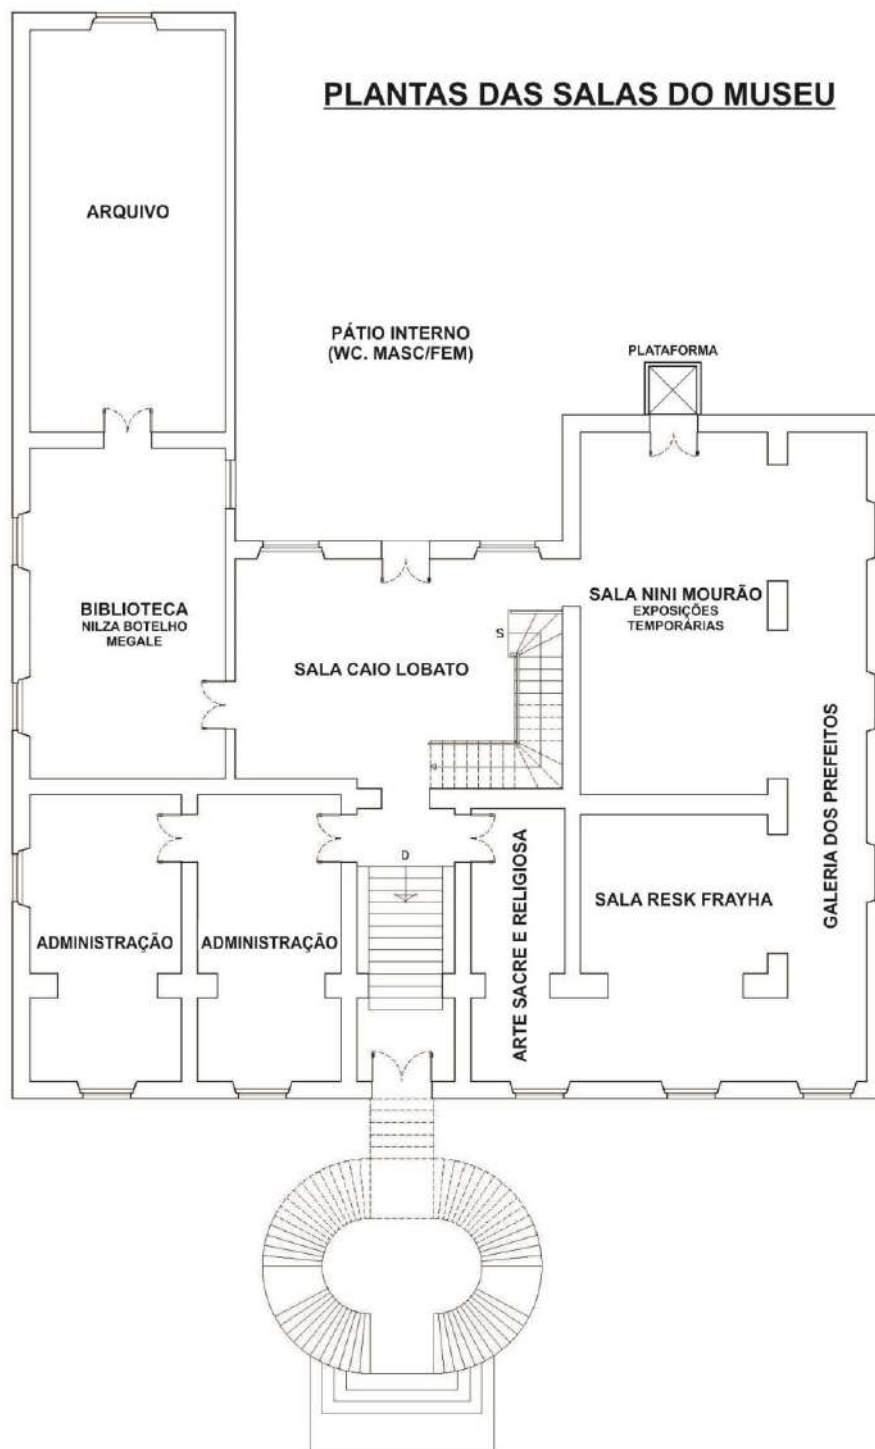 PLANTAS DAS SALAS DO MUSEU
ARQUIVO
PÁTIO INTERNO
(WC. MASC/FEM)
PLATAFORMA
BIBLIOTECA
NILZA BOTELHO
MEGALE
SALA NINI MOURÃO
EXPOSIÇÕES
TEMPORÁRIAS
S
SALA CAIO LOBATO
GALERIA DOS PREFEITOS
D
ARTE SACRE E RELIGIOSA
SALA RESK FRAYHA
ADMINISTRAÇÃO
ADMINISTRAÇÃO